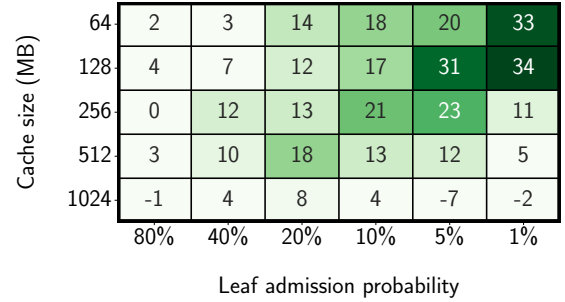 Cache size (MB)
64 2 3 14 18 20 33
128 4 7 12 17 31 34
256 0 12 13 21 23 11
512 3 10 18 13 12 5
1024 -1 4 8 4 -7 -2
80% 40% 20% 10% 5% 1%
Leaf admission probability